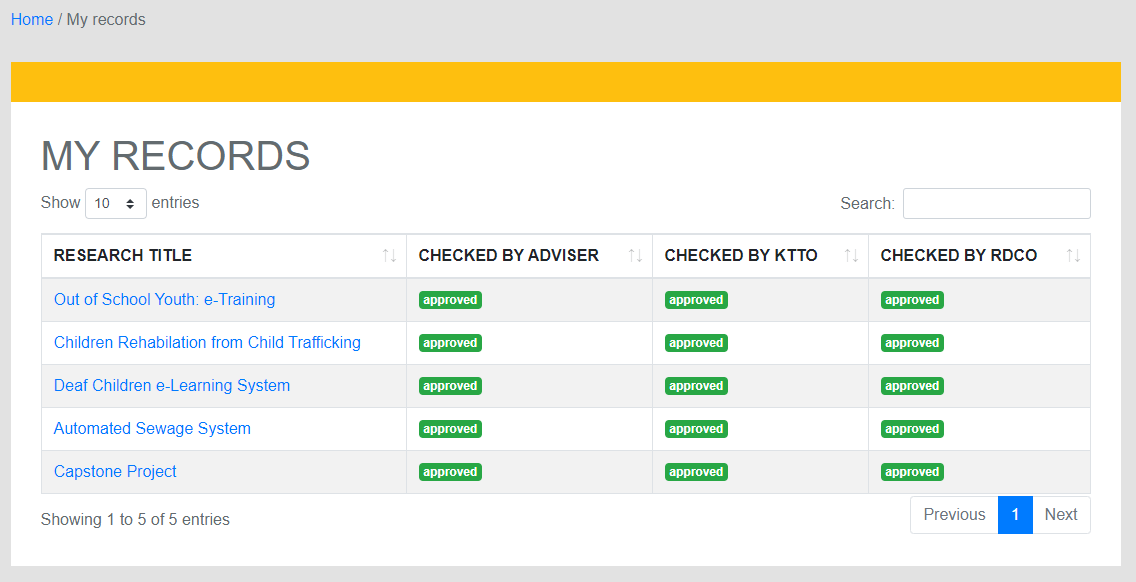 Home / My records
MY RECORDS
Show 10 entries
Search:
RESEARCH TITLE CHECKED BY ADVISER CHECKED BY KTTO CHECKED BY RDCO
Out of School Youth: e-Training approved approved approved
Children Rehabilation from Child Trafficking approved approved approved
Deaf Children e-Learning System approved approved approved
Automated Sewage System approved approved approved
Capstone Project approved approved approved
Showing 1 to 5 of 5 entries
Previous 1 Next